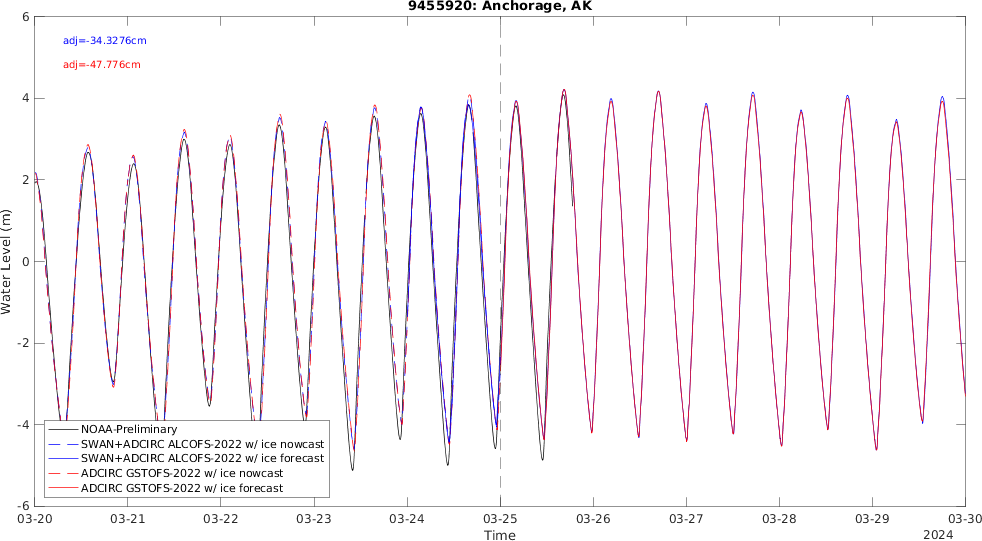 9455920: Anchorage, AK
adj=-34.3276cm
adj=-47.776cm
Water Level (m)
6
4
2
0
-2
-4
-6
NOAA-Preliminary
SWAN+ADCIRC ALCOFS-2022 w/ ice nowcast
SWAN+ADCIRC ALCOFS-2022 w/ ice forecast
ADCIRC GSTOFS-2022 w/ ice nowcast
ADCIRC GSTOFS-2022 w/ ice forecast
03-20 03-21 03-22 03-23 03-24 03-25 03-26 03-27 03-28 03-29 03-30
Time
2024